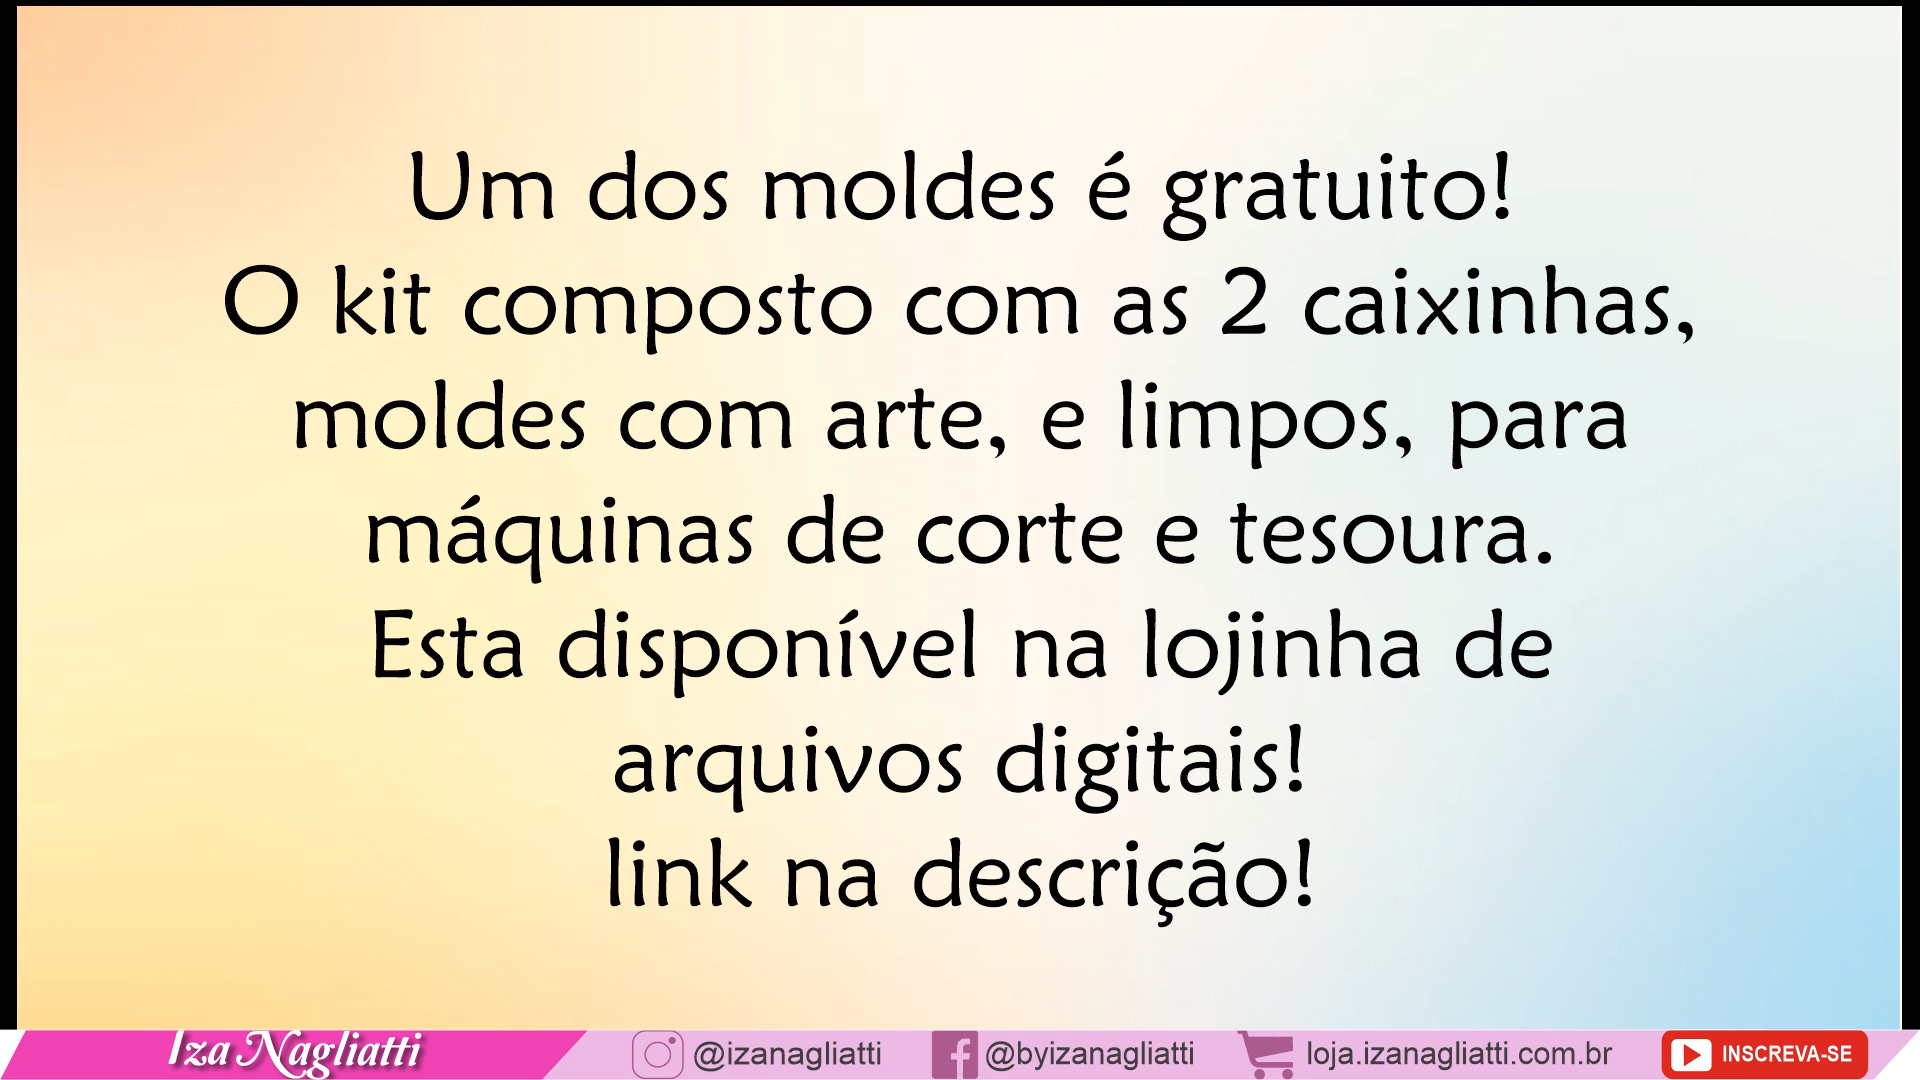 Um dos moldes é gratuito!
O kit composto com as 2 caixinhas,
moldes com arte, e limpos, para
máquinas de corte e tesoura.
Esta disponível na lojinha de
arquivos digitais!
link na descrição!
Iza Nagliatti @izanagliatti @byizanagliatti loja.izanagliatti.com.br INSCREVA-SE